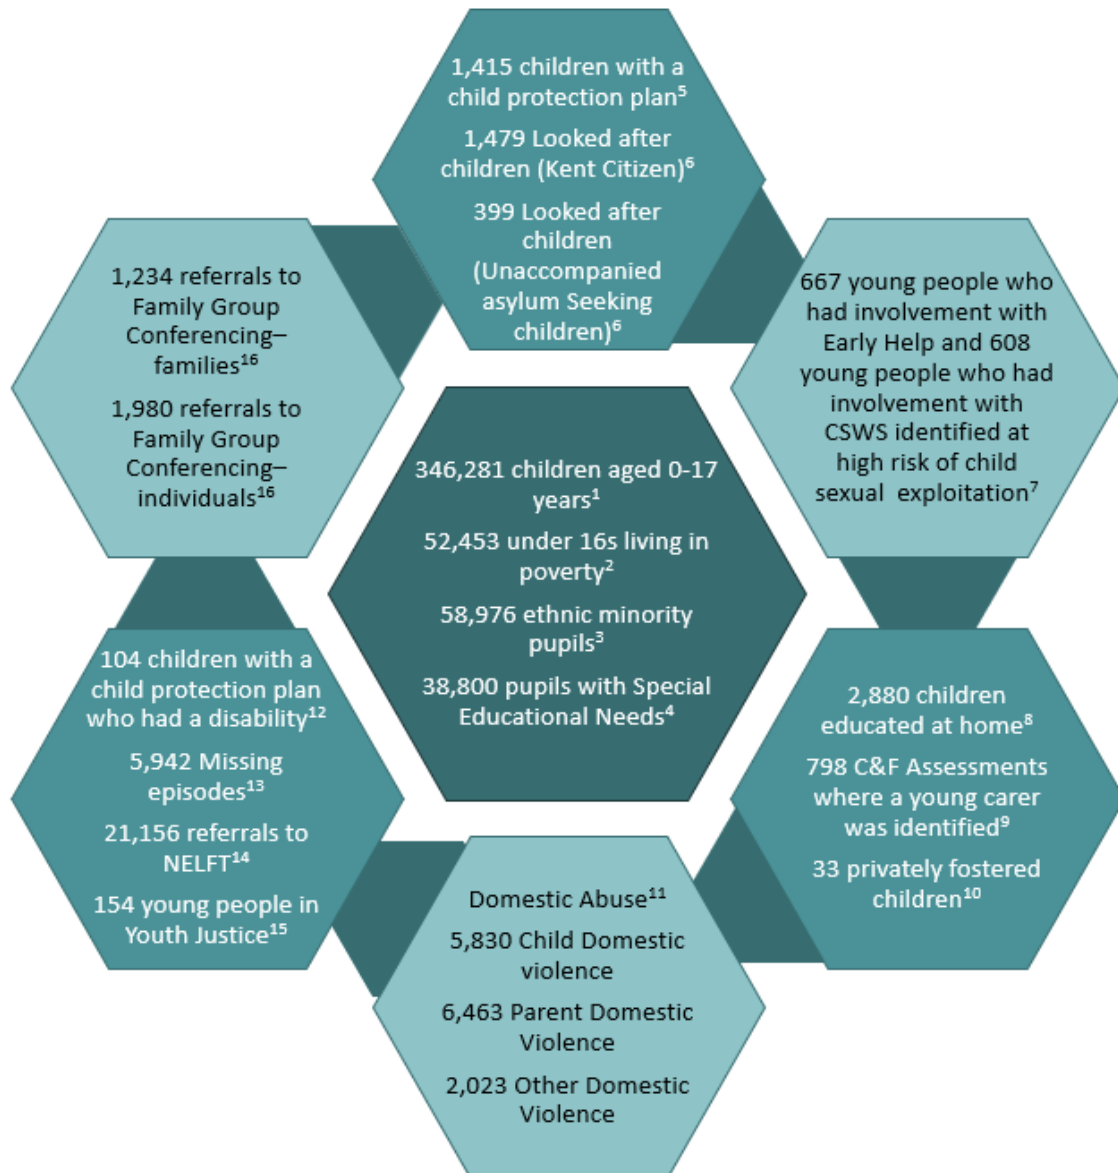 1,415 children with a
child protection plan⁵
1,479 Looked after
children (Kent Citizen)⁶
399 Looked after
children
(Unaccompanied
asylum Seeking
children)⁶
667 young people who
had involvement with
Early Help and 608
young people who had
involvement with
CSWS identified at
high risk of child
sexual exploitation⁷
2,880 children
educated at home⁸
798 C&F Assessments
where a young carer
was identified⁹
33 privately fostered
children¹⁰
Domestic Abuse¹¹
5,830 Child Domestic
violence
6,463 Parent Domestic
Violence
2,023 Other Domestic
Violence
104 children with a
child protection plan
who had a disability¹²
5,942 Missing
episodes¹³
21,156 referrals to
NELFT¹⁴
154 young people in
Youth Justice¹⁵
1,234 referrals to
Family Group
Conferencing–
families¹⁶
1,980 referrals to
Family Group
Conferencing–
individuals¹⁶
346,281 children aged 0-17
years¹
52,453 under 16s living in
poverty²
58,976 ethnic minority
pupils³
38,800 pupils with Special
Educational Needs⁴